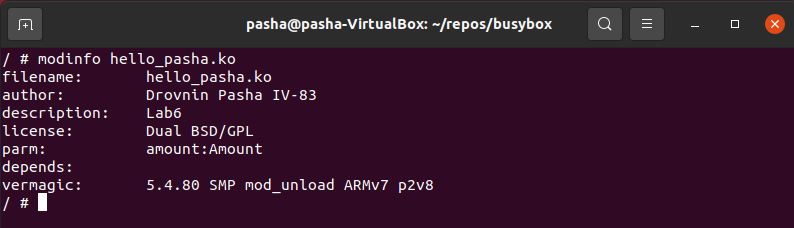 pasha@pasha-VirtualBox: ~/repos/busybox
/ # modinfo hello_pasha.ko
filename:       hello_pasha.ko
author:         Drovnin Pasha IV-83
description:    Lab6
license:        Dual BSD/GPL
parm:           amount:Amount
depends:
vermagic:       5.4.80 SMP mod_unload ARMv7 p2v8
/ #